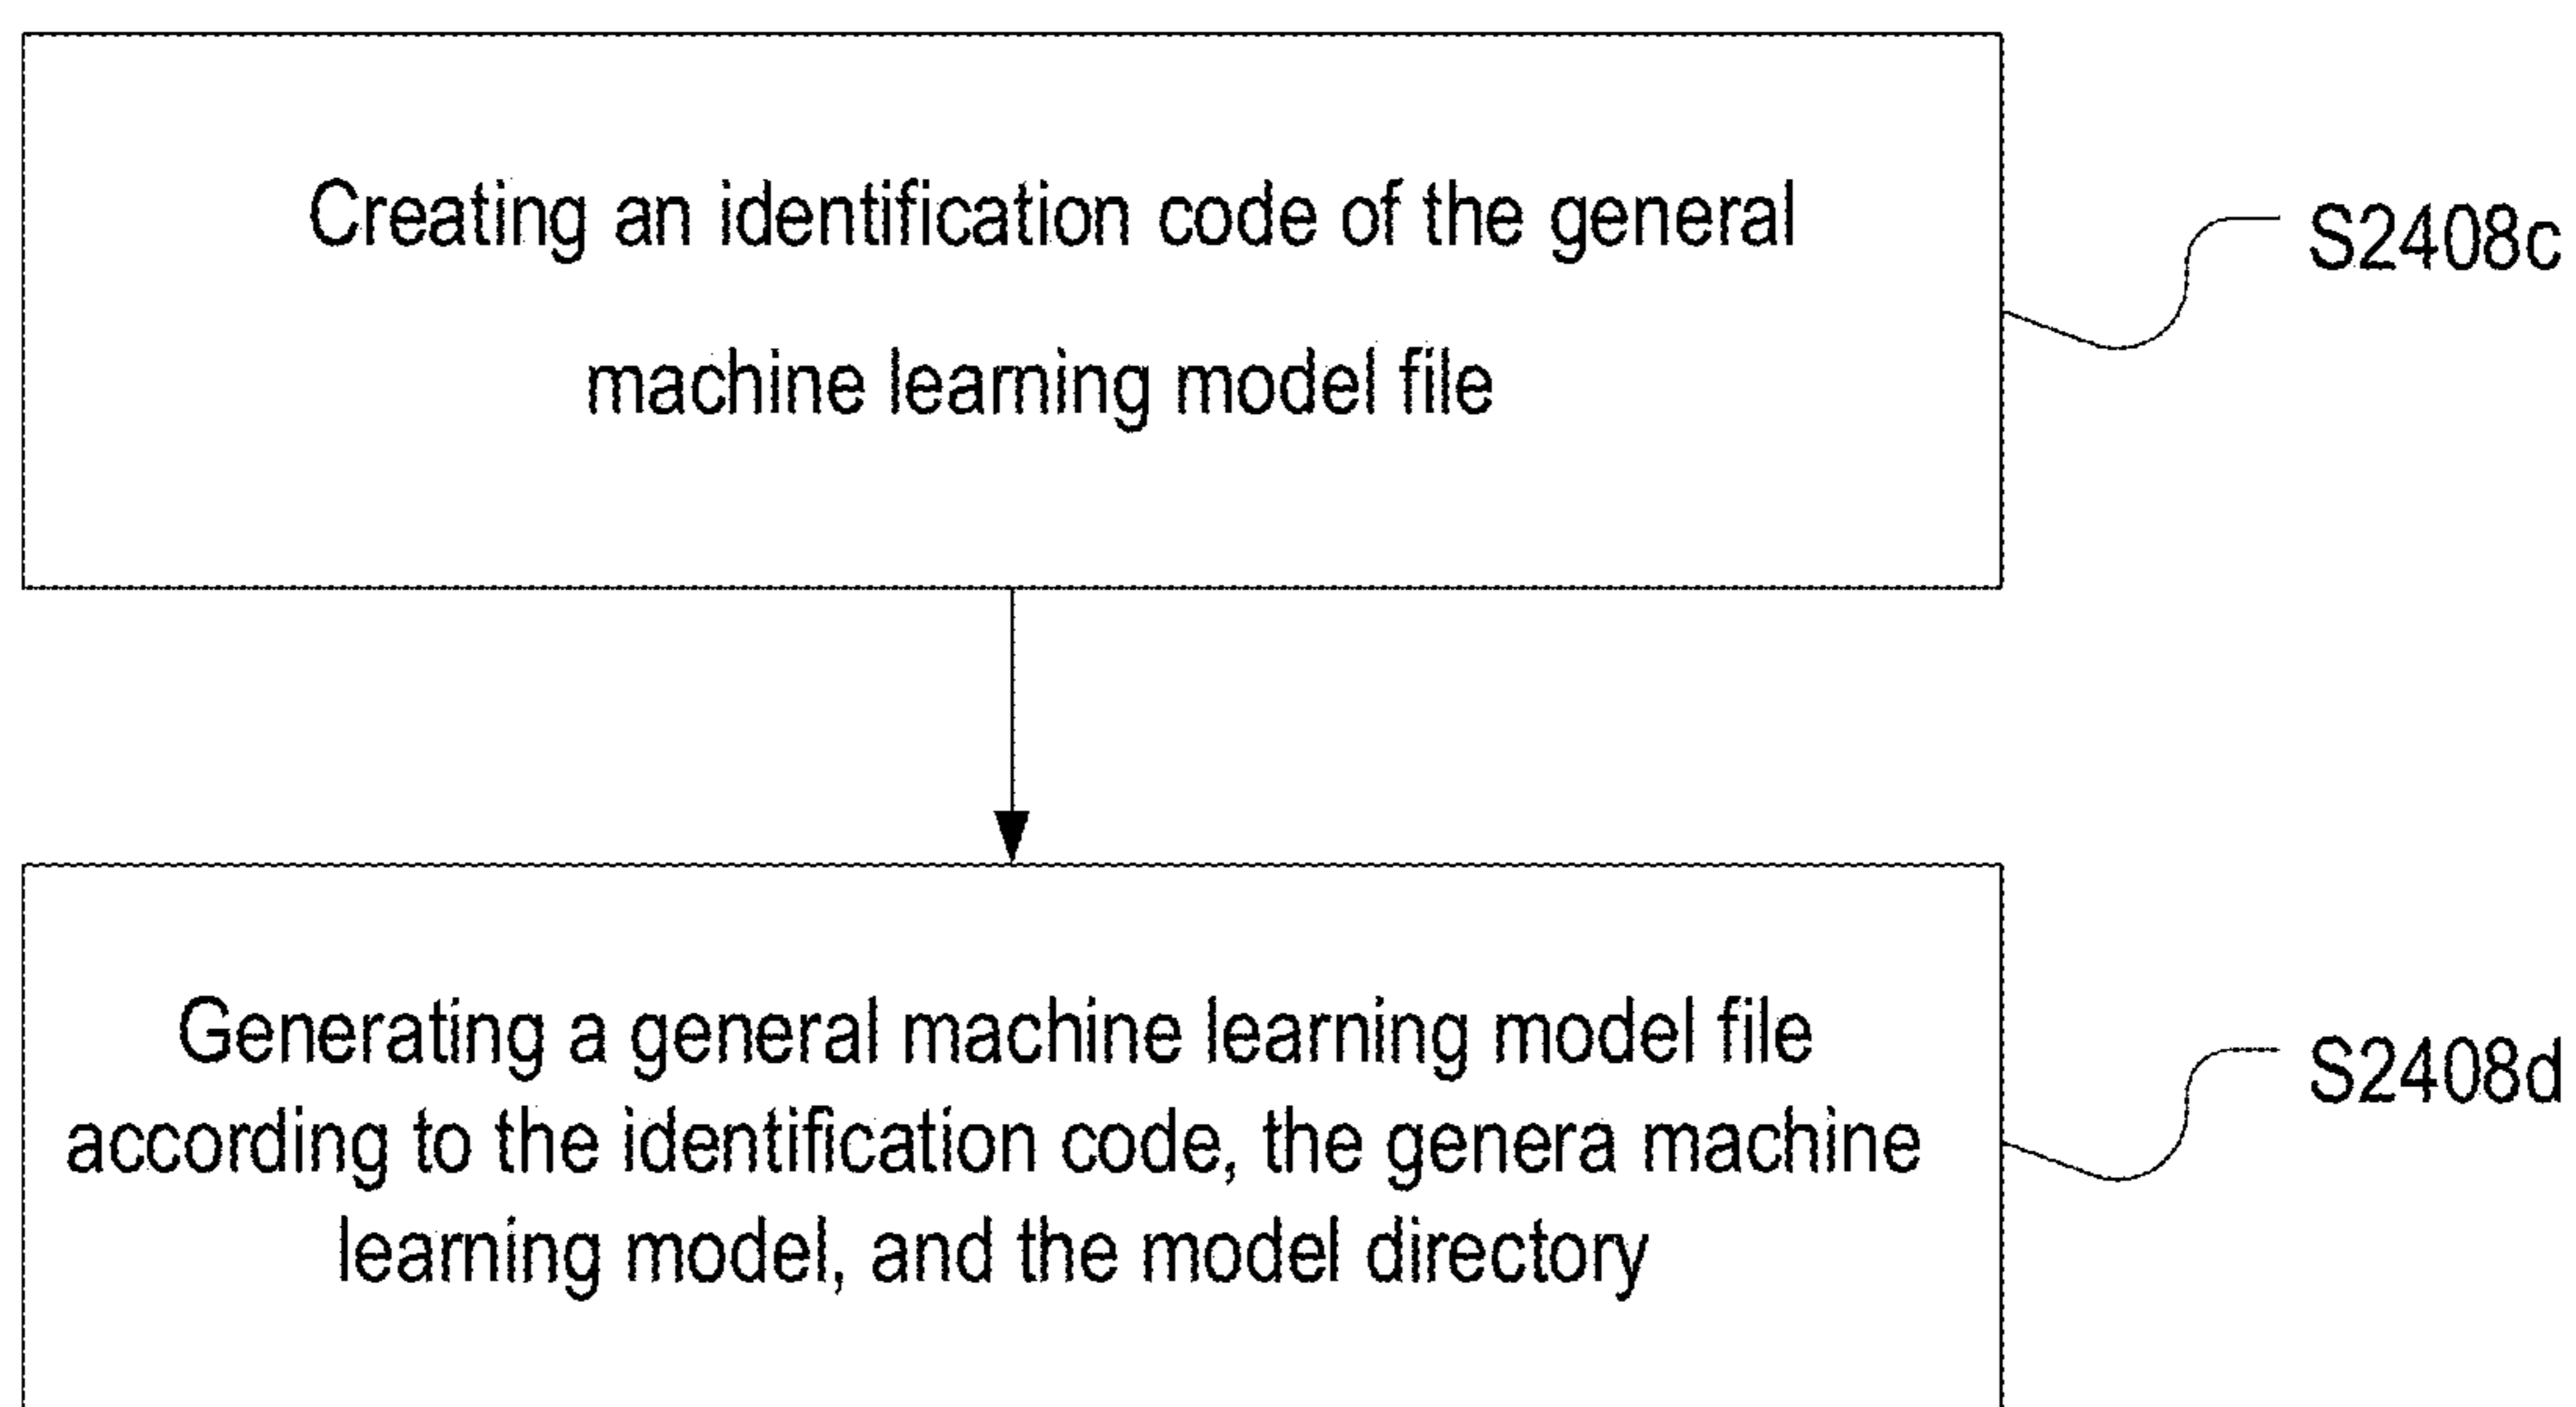 Creating an identification code of the general
machine learning model file
S2408c
Generating a general machine learning model file
according to the identification code, the genera machine
learning model, and the model directory
S2408d